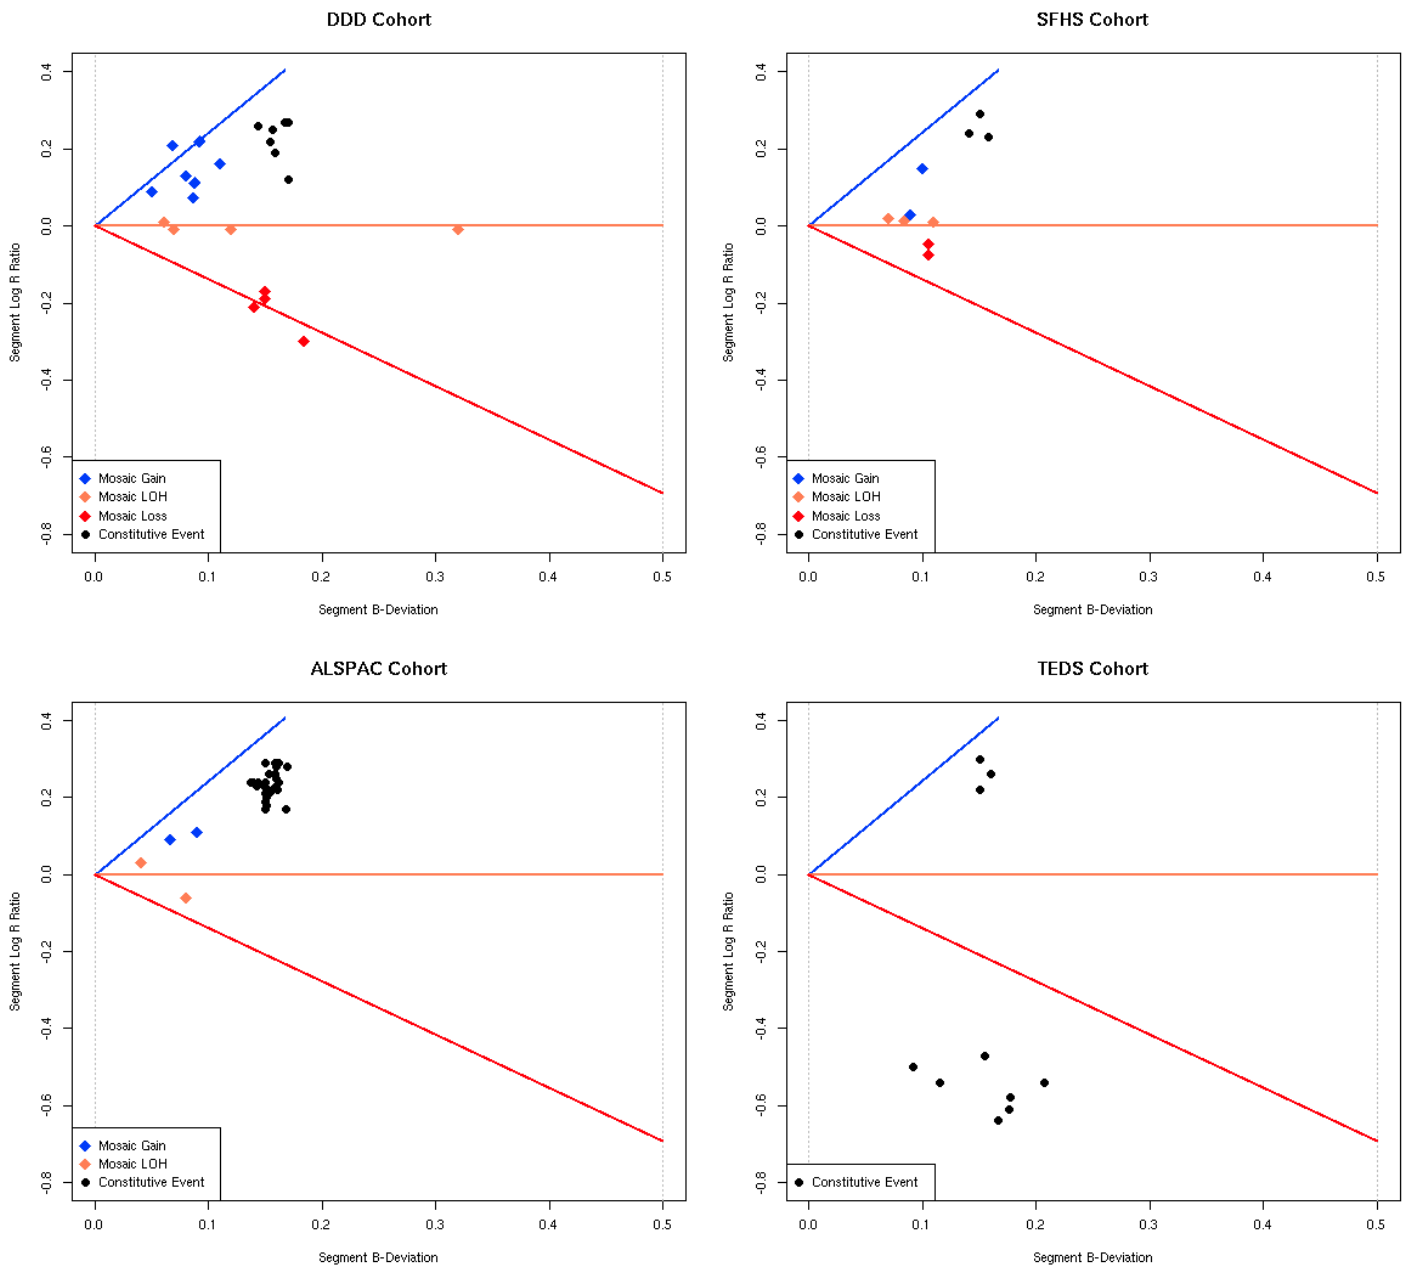 DDD Cohort
0.4
0.2
0.0
-0.2
-0.4
-0.6
-0.8
Segment Log R Ratio
Mosaic Gain
Mosaic LOH
Mosaic Loss
Constitutive Event
0.0 0.1 0.2 0.3 0.4 0.5
Segment B-Deviation
SFHS Cohort
0.4
0.2
0.0
-0.2
-0.4
-0.6
-0.8
Segment Log R Ratio
Mosaic Gain
Mosaic LOH
Mosaic Loss
Constitutive Event
0.0 0.1 0.2 0.3 0.4 0.5
Segment B-Deviation
ALSPAC Cohort
0.4
0.2
0.0
-0.2
-0.4
-0.6
-0.8
Segment Log R Ratio
Mosaic Gain
Mosaic LOH
Constitutive Event
0.0 0.1 0.2 0.3 0.4 0.5
Segment B-Deviation
TEDS Cohort
0.4
0.2
0.0
-0.2
-0.4
-0.6
-0.8
Segment Log R Ratio
Constitutive Event
0.0 0.1 0.2 0.3 0.4 0.5
Segment B-Deviation